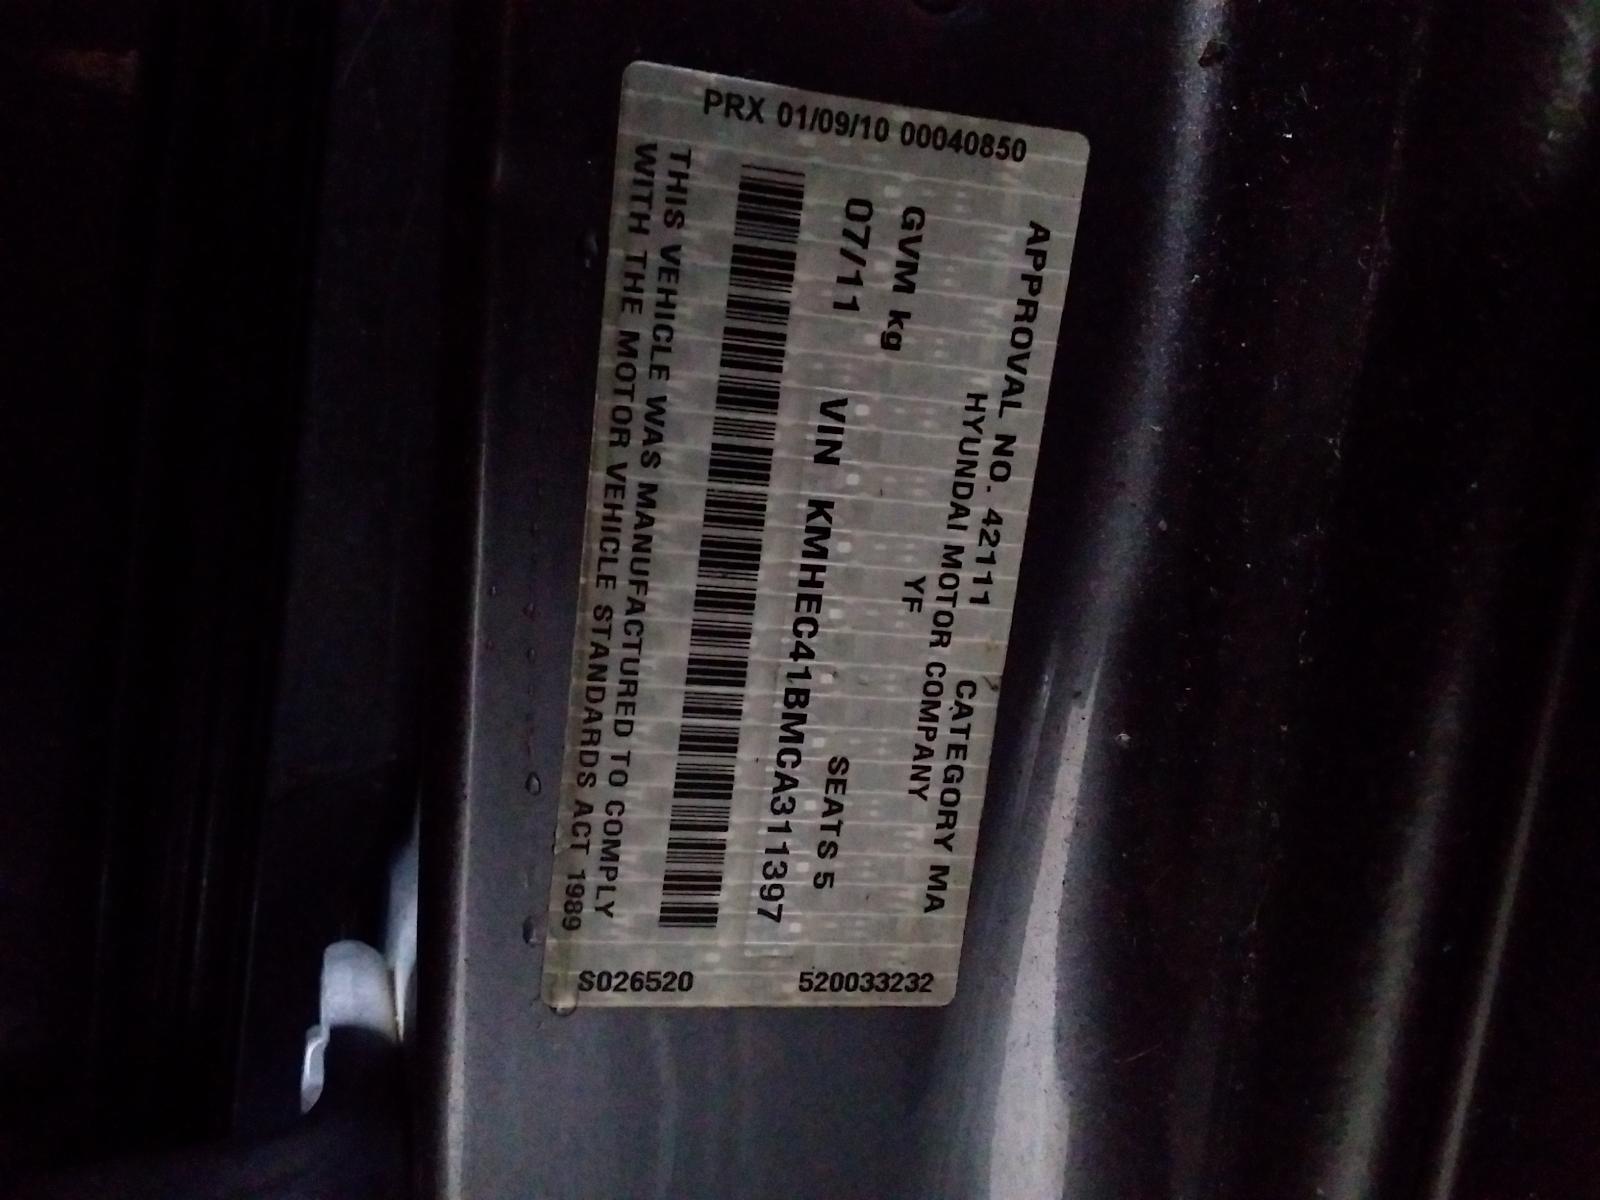 PRX 01/09/10 00040850
APPROVAL NO. 42111 CATEGORY MA
HYUNDAI MOTOR COMPANY
GVM kg YF
07/11 VIN KMHEC41BMCA311397 SEATS 5
THIS VEHICLE WAS MANUFACTURED TO COMPLY
WITH THE MOTOR VEHICLE STANDARDS ACT 1989
S026520 520033232